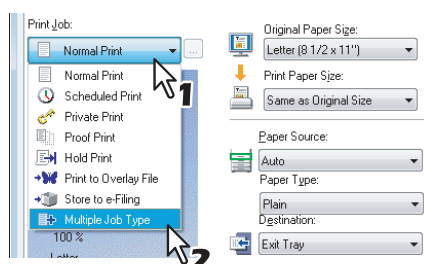 Print Job:
Normal Print
...
Normal Print
Scheduled Print
Private Print
Proof Print
Hold Print
Print to Overlay File
Store to e-Filing
Multiple Job Type
100 %
1
2
Original Paper Size:
Letter (8 1/2 x 11")
Print Paper Size:
Same as Original Size
Paper Source:
Auto
Paper Type:
Plain
Destination:
Exit Tray